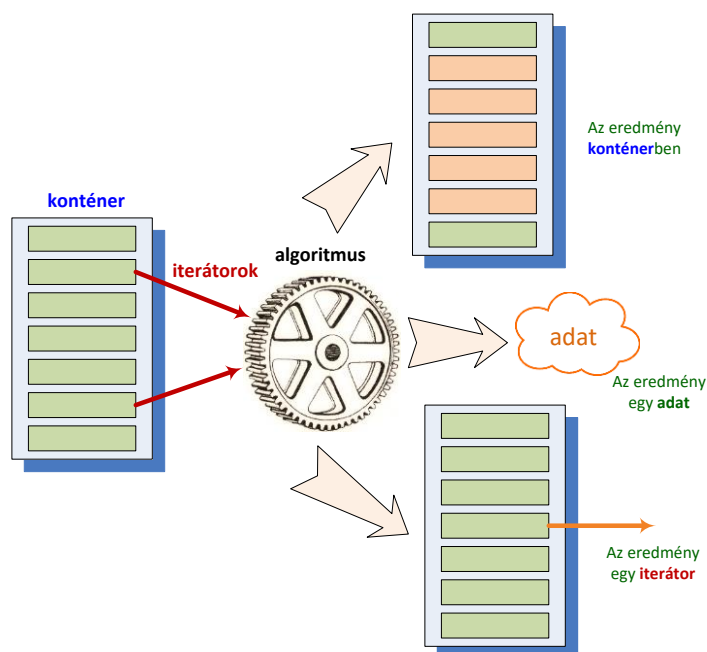 konténer
iterátorok
algoritmus
Az eredmény
konténerben
adat
Az eredmény
egy adat
Az eredmény
egy iterátor